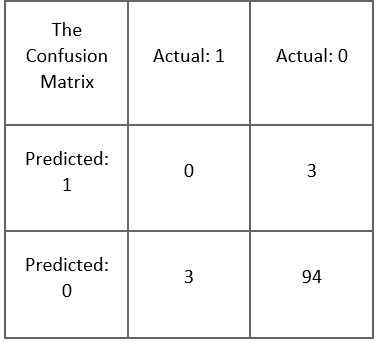 The
Confusion
Matrix
Actual: 1
Actual: 0
Predicted:
1
0
3
Predicted:
0
3
94